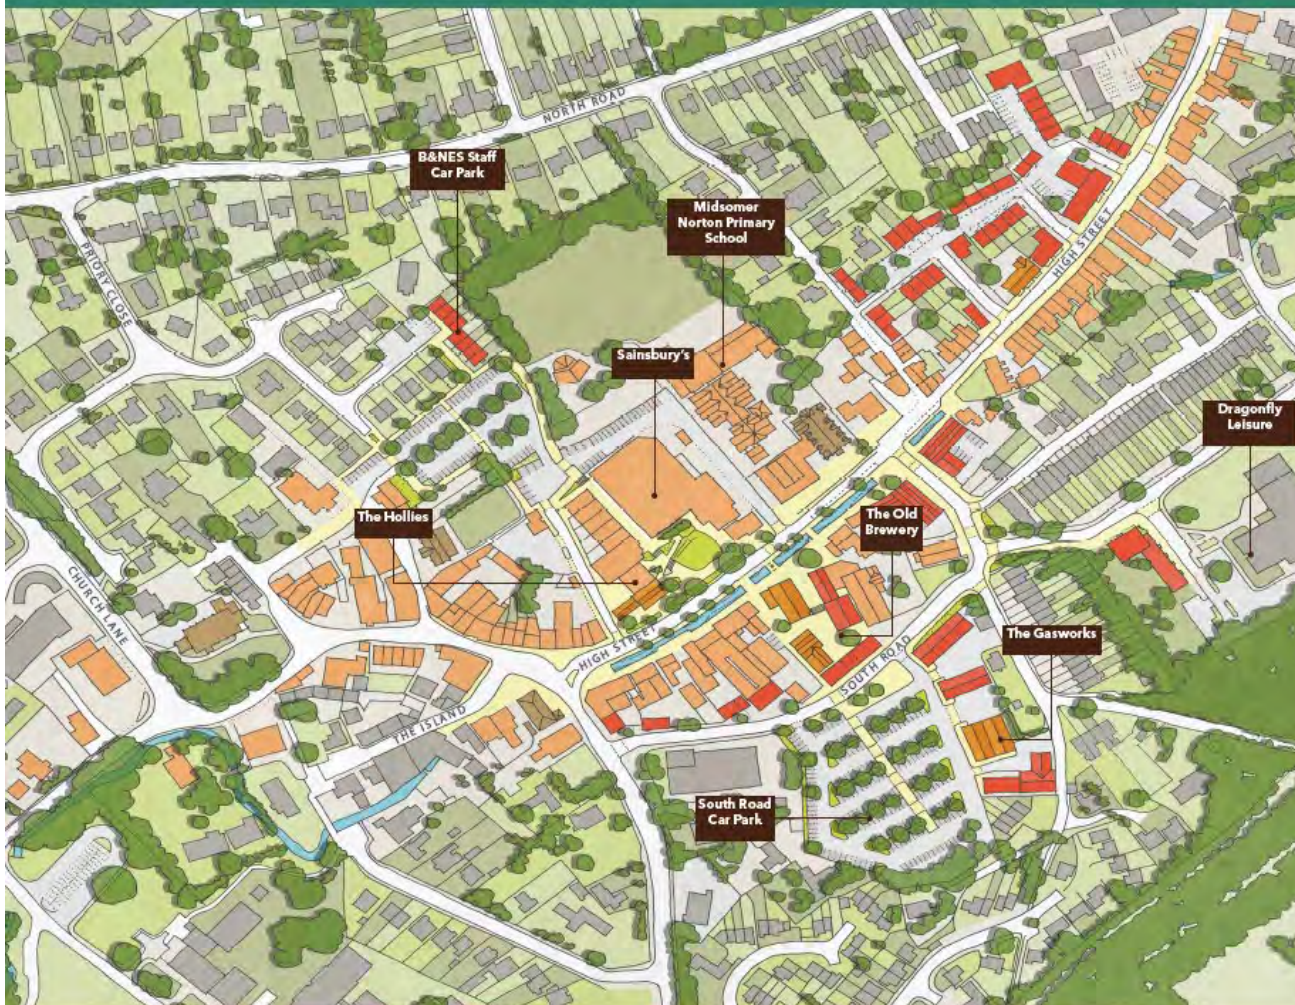 NORTH ROAD
B&NES Staff
Car Park
Midsomer
Norton Primary
School
HIGH STREET
PRIORY CLOSE
Sainsbury's
Dragonfly
Leisure
The Hollies
The Old
Brewery
CHURCH LANE
HIGH STREET
The Gasworks
SOUTH ROAD
THE ISLAND
South Road
Car Park